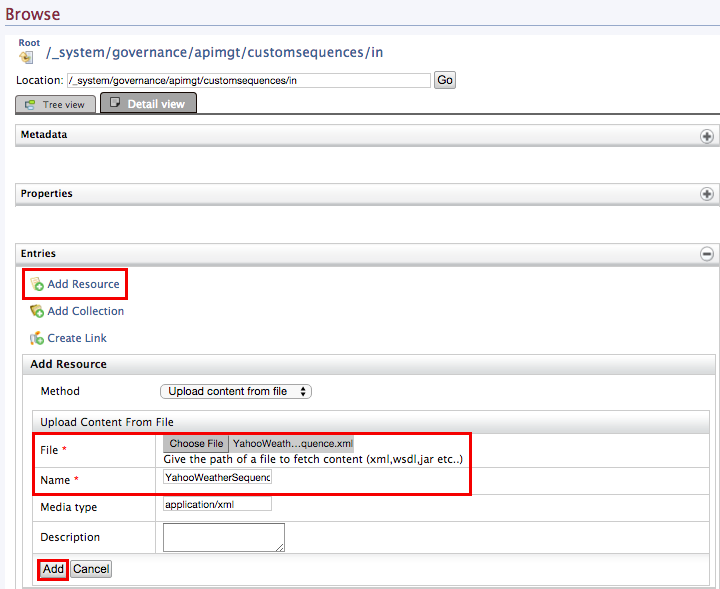 Browse
Root
/_system/governance/apimgt/customsequences/in
Location: /_system/governance/apimgt/customsequences/in Go
Tree view Detail view
Metadata
Properties
Entries
Add Resource
Add Collection
Create Link
Add Resource
Method Upload content from file
Upload Content From File
File * Choose File YahooWeath...quence.xml
Give the path of a file to fetch content (xml,wsdl,jar etc..)
Name * YahooWeatherSequenc
Media type application/xml
Description
Add Cancel